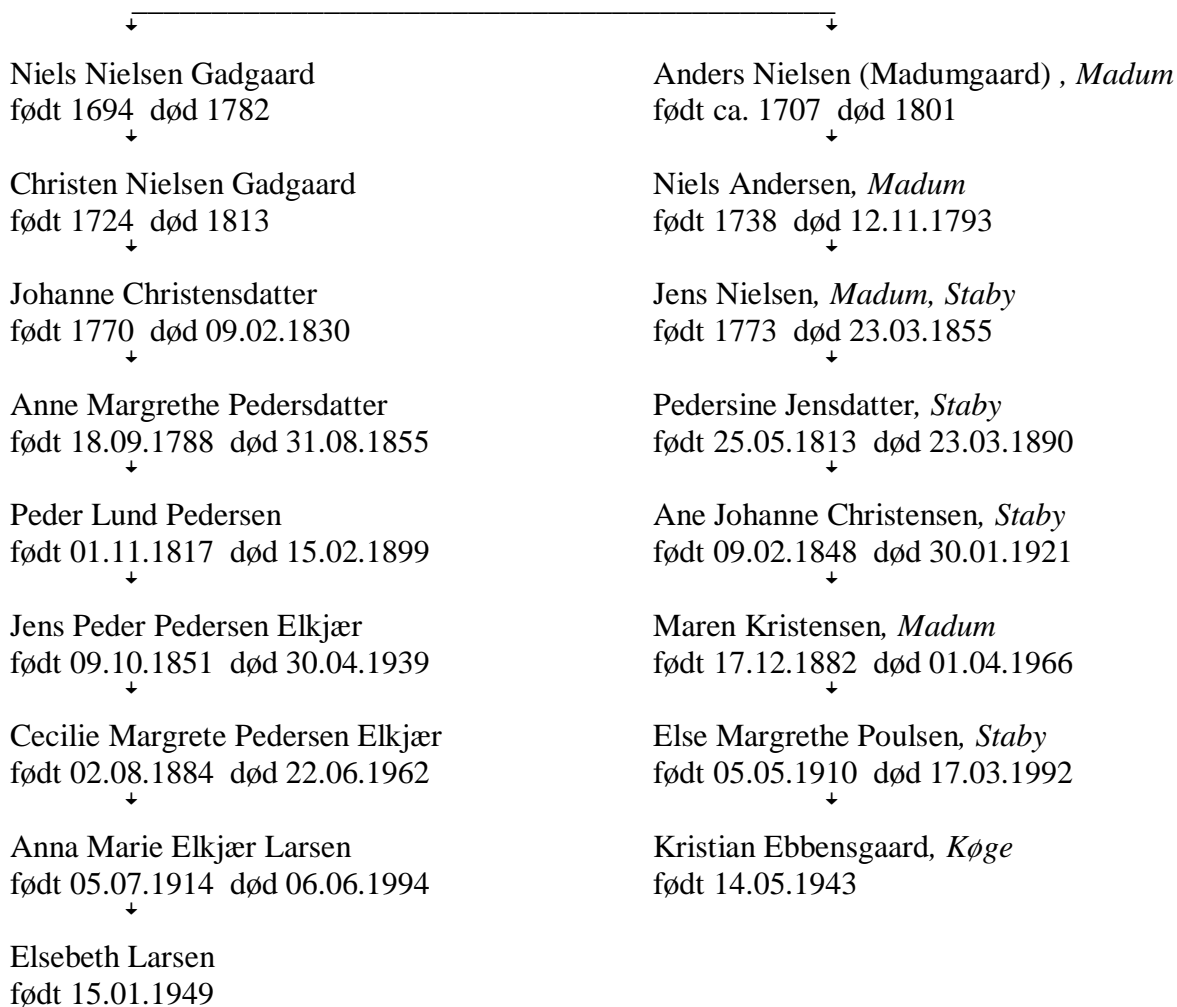 Niels Nielsen Gadgaard
født 1694 død 1782
Christen Nielsen Gadgaard
født 1724 død 1813
Johanne Christensdatter
født 1770 død 09.02.1830
Anne Margrethe Pedersdatter
født 18.09.1788 død 31.08.1855
Peder Lund Pedersen
født 01.11.1817 død 15.02.1899
Jens Peder Pedersen Elkjær
født 09.10.1851 død 30.04.1939
Cecilie Margrete Pedersen Elkjær
født 02.08.1884 død 22.06.1962
Anna Marie Elkjær Larsen
født 05.07.1914 død 06.06.1994
Elsebeth Larsen
født 15.01.1949
Anders Nielsen (Madumgaard) , Madum
født ca. 1707 død 1801
Niels Andersen, Madum
født 1738 død 12.11.1793
Jens Nielsen, Madum, Staby
født 1773 død 23.03.1855
Pedersine Jensdatter, Staby
født 25.05.1813 død 23.03.1890
Ane Johanne Christensen, Staby
født 09.02.1848 død 30.01.1921
Maren Kristensen, Madum
født 17.12.1882 død 01.04.1966
Else Margrethe Poulsen, Staby
født 05.05.1910 død 17.03.1992
Kristian Ebbensgaard, Køge
født 14.05.1943